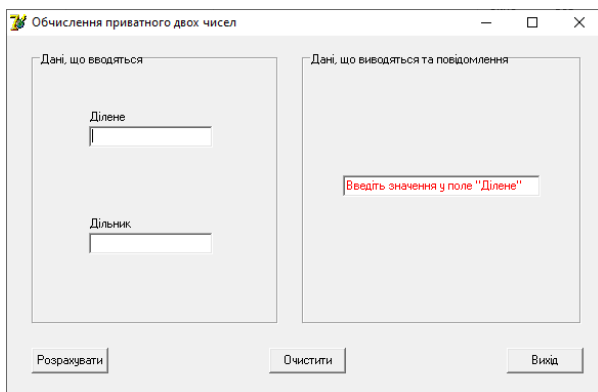 Обчислення приватного двох чисел
Дані, що вводяться
Дані, що виводяться та повідомлення
Ділене
Введіть значення у поле "Ділене"
Дільник
Розрахувати
Очистити
Вихід